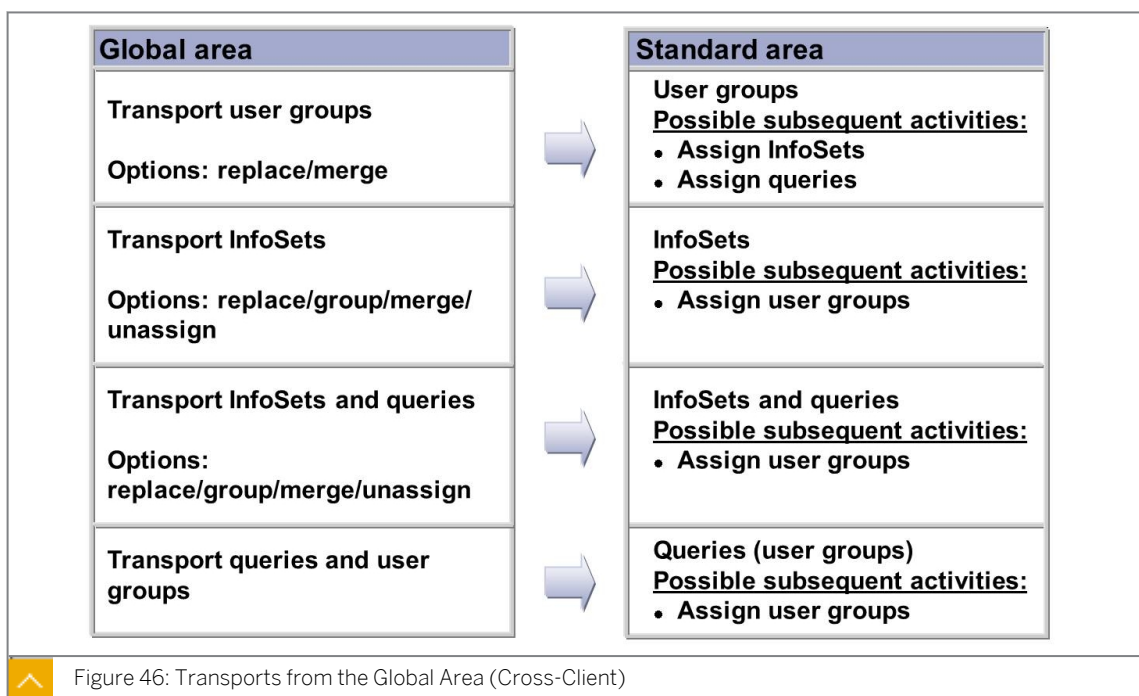 Global area
Transport user groups
Options: replace/merge
Transport InfoSets
Options: replace/group/merge/
unassign
Transport InfoSets and queries
Options:
replace/group/merge/unassign
Transport queries and user
groups
Standard area
User groups
Possible subsequent activities:
• Assign InfoSets
• Assign queries
InfoSets
Possible subsequent activities:
• Assign user groups
InfoSets and queries
Possible subsequent activities:
• Assign user groups
Queries (user groups)
Possible subsequent activities:
• Assign user groups
Figure 46: Transports from the Global Area (Cross-Client)